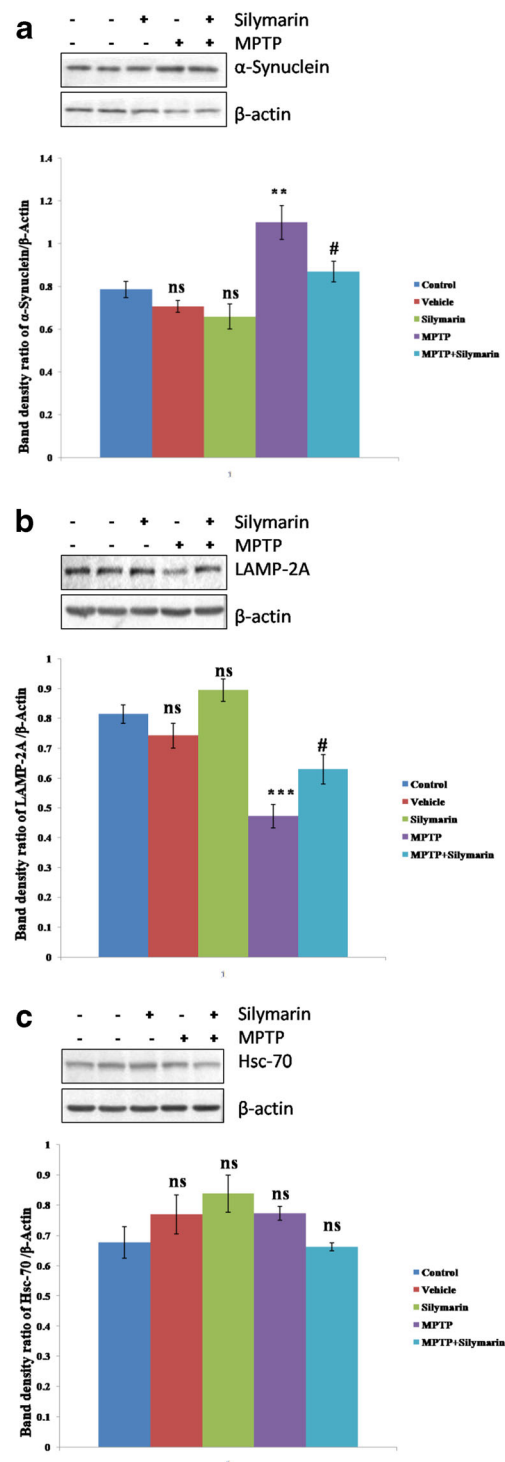 a
- - + - + Silymarin
- - - + + MPTP
α-Synuclein
β-actin
Band density ratio of α-Synuclein/β-Actin
1.4
1.2
1
0.8
0.6
0.4
0.2
0
ns
ns
**
#
1
Control
Vehicle
Silymarin
MPTP
MPTP+Silymarin
b
- - + - + Silymarin
- - - + + MPTP
LAMP-2A
β-actin
Band density ratio of LAMP-2A /β-Actin
1
0.9
0.8
0.7
0.6
0.5
0.4
0.3
0.2
0.1
0
ns
ns
***
#
1
Control
Vehicle
Silymarin
MPTP
MPTP+Silymarin
c
- - + - + Silymarin
- - - + + MPTP
Hsc-70
β-actin
Band density ratio of Hsc-70 /β-Actin
1
0.9
0.8
0.7
0.6
0.5
0.4
0.3
0.2
0.1
0
ns
ns
ns
ns
Control
Vehicle
Silymarin
MPTP
MPTP+Silymarin